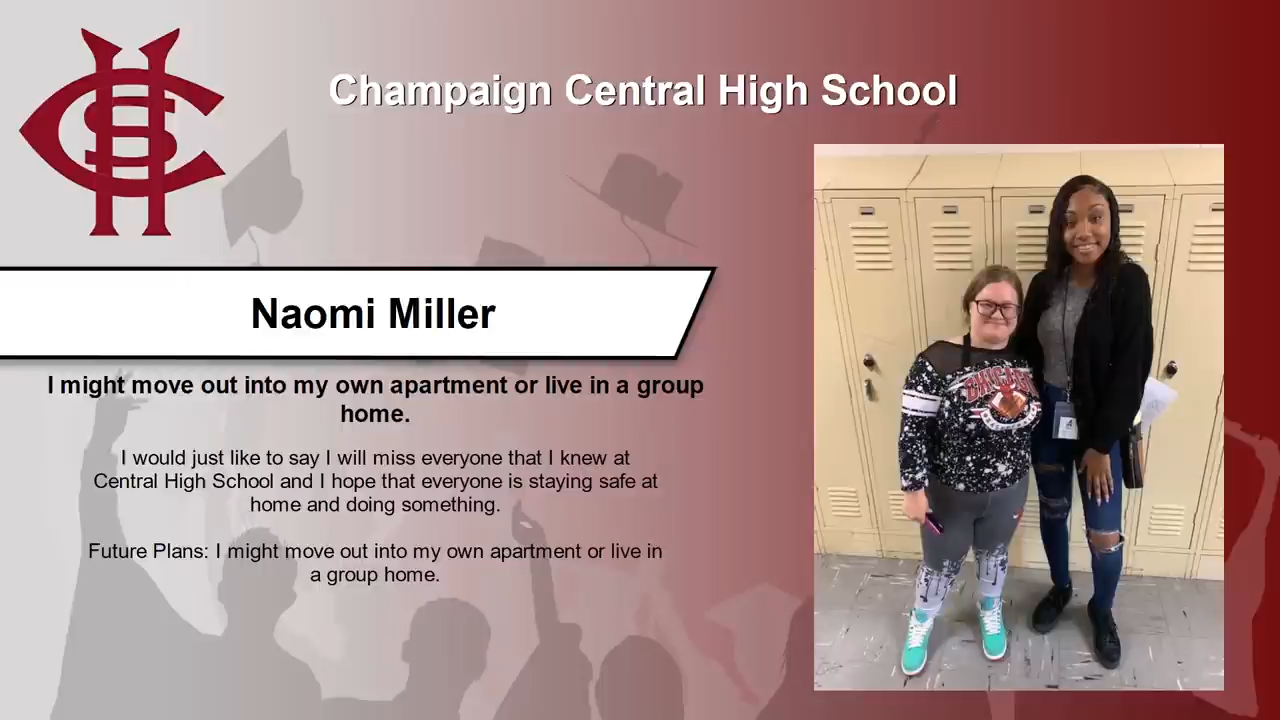 Champaign Central High School
Naomi Miller
I might move out into my own apartment or live in a group
home.
I would just like to say I will miss everyone that I knew at
Central High School and I hope that everyone is staying safe at
home and doing something.
Future Plans: I might move out into my own apartment or live in
a group home.
CHICAGO